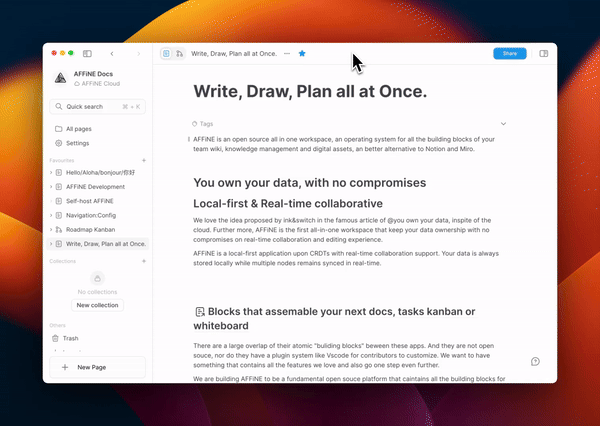 Write, Draw, Plan all at Once.
Share
AFFiNE Docs
AFFiNE Cloud
Quick search
⌘ + K
All pages
Settings
Favourites
Hello/Aloha/bonjour/你好
AFFiNE Development
Self-host AFFiNE
Navigation:Config
Roadmap Kanban
Write, Draw, Plan all at Once.
Collections
No collections
New collection
Others
Trash
New Page
Write, Draw, Plan all at Once.
Tags
AFFiNE is an open source all in one workspace, an operating system for all the building blocks of your
team wiki, knowledge management and digital assets, an better alternative to Notion and Miro.
You own your data, with no compromises
Local-first & Real-time collaborative
We love the idea proposed by ink&switch in the famous article of @you own your data, inspite of the
cloud. Further more, AFFiNE is the first all-in-one workspace that keep your data ownership with no
compromises on real-time collaboration and editing experience.
AFFiNE is a local-first application upon CRDTs with real-time collaboration support. Your data is always
stored locally while multiple nodes remains synced in real-time.
Blocks that assemable your next docs, tasks kanban or
whiteboard
There are a large overlap of their atomic "building blocks" beween these apps. And they are not open
souce, nor do they have a plugin system like Vscode for contributors to customize. We want to have
something that contains all the features we love and also go one step even further.
We are building AFFiNE to be a fundamental open souce platform that caintains all the building blocks for